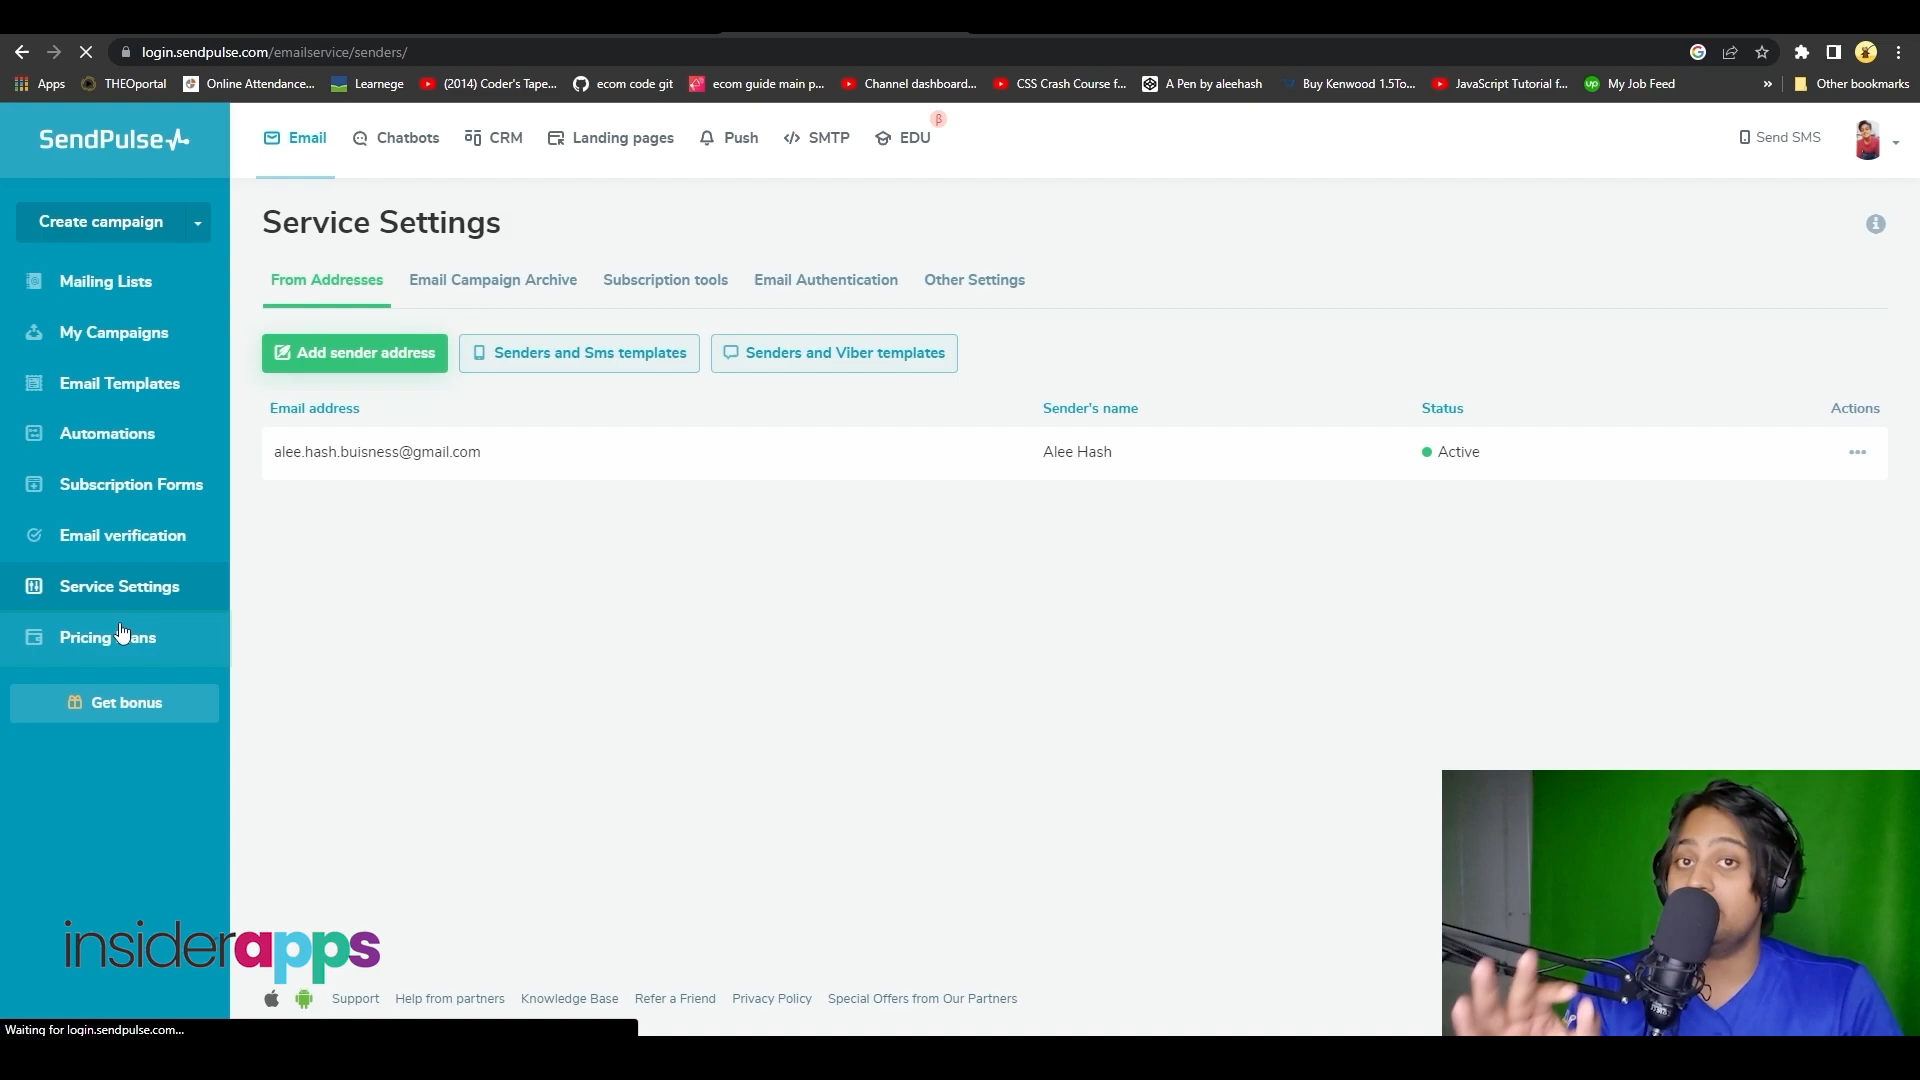 login.sendpulse.com/emailservice/senders/
Apps THEOportal Online Attendance... Learnege (2014) Coder's Tape... ecom code git ecom guide main p... Channel dashboard... CSS Crash Course f... A Pen by aleehash Buy Kenwood 1.5To... JavaScript Tutorial f... up My Job Feed » Other bookmarks
SendPulse
Email Chatbots CRM Landing pages Push SMTP EDU β Send SMS
Create campaign
Mailing Lists
My Campaigns
Email Templates
Automations
Subscription Forms
Email verification
Service Settings
Pricing
Get bonus
Service Settings
From Addresses Email Campaign Archive Subscription tools Email Authentication Other Settings
Add sender address Senders and Sms templates Senders and Viber templates
Email address Sender's name Status Actions
alee.hash.buisness@gmail.com Alee Hash Active
insiderapps
Support Help from partners Knowledge Base Refer a Friend Privacy Policy Special Offers from Our Partners
Waiting for login.sendpulse.com...